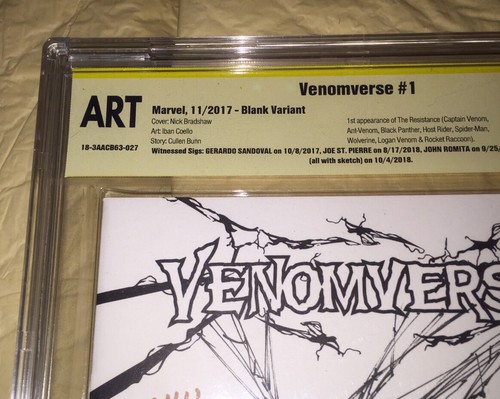 Venomverse #1
ART
Marvel, 11/2017 - Blank Variant
Cover: Nick Bradshaw
Art: Iban Coello
Story: Cullen Bunn
1st appearance of The Resistance (Captain Venom,
Ant-Venom, Black Panther, Host Rider, Spider-Man,
Wolverine, Logan Venom & Rocket Raccoon).
18-3AACB63-027
Witnessed Sigs: GERARDO SANDOVAL on 10/8/2017, JOE ST. PIERRE on 8/17/2018, JOHN ROMITA on 9/25/
(all with sketch) on 10/4/2018.
VENOMVERS